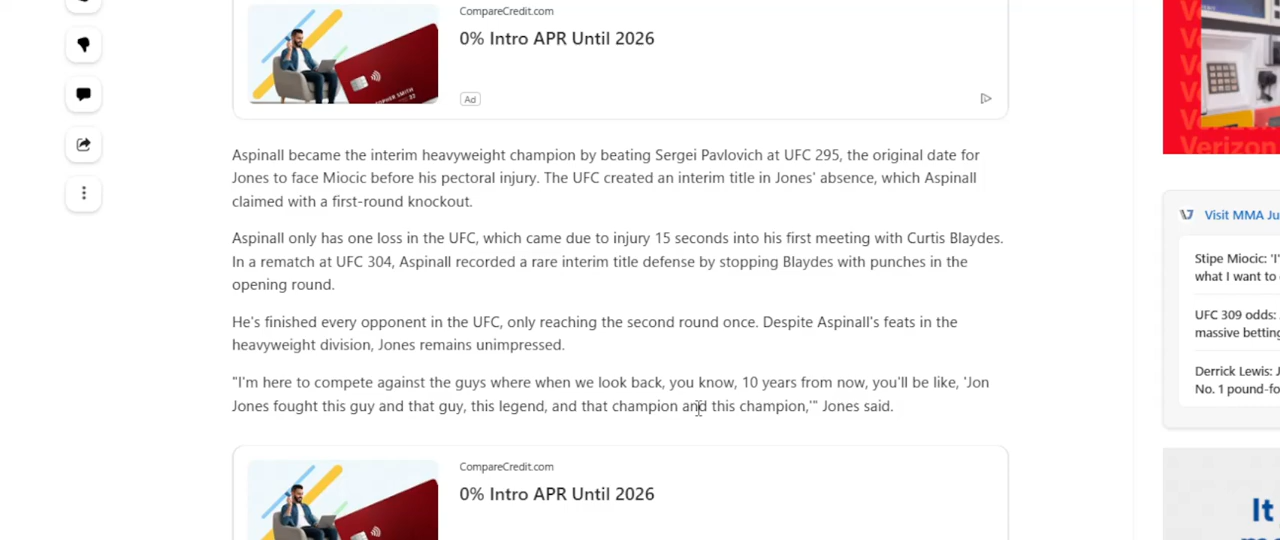 CompareCredit.com
0% Intro APR Until 2026
Ad
Aspinall became the interim heavyweight champion by beating Sergei Pavlovich at UFC 295, the original date for
Jones to face Miocic before his pectoral injury. The UFC created an interim title in Jones' absence, which Aspinall
claimed with a first-round knockout.
Aspinall only has one loss in the UFC, which came due to injury 15 seconds into his first meeting with Curtis Blaydes.
In a rematch at UFC 304, Aspinall recorded a rare interim title defense by stopping Blaydes with punches in the
opening round.
He's finished every opponent in the UFC, only reaching the second round once. Despite Aspinall's feats in the
heavyweight division, Jones remains unimpressed.
"I'm here to compete against the guys where when we look back, you know, 10 years from now, you'll be like, 'Jon
Jones fought this guy and that guy, this legend, and that champion and this champion,'" Jones said.
CompareCredit.com
0% Intro APR Until 2026
Verizon
Visit MMA Ju
Stipe Miocic: 'I'
what I want to
UFC 309 odds:
massive betting
Derrick Lewis: J
No. 1 pound-fo
It